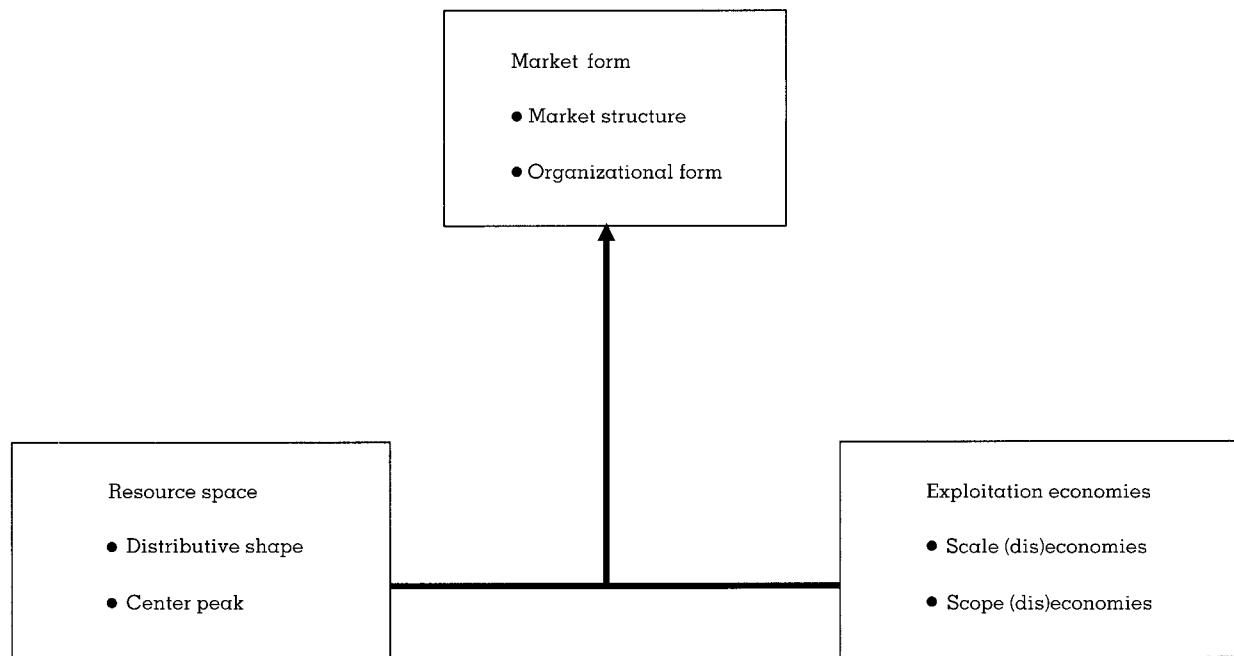 Market form
● Market structure
● Organizational form
Resource space
● Distributive shape
● Center peak
Exploitation economies
● Scale (dis)economies
● Scope (dis)economies